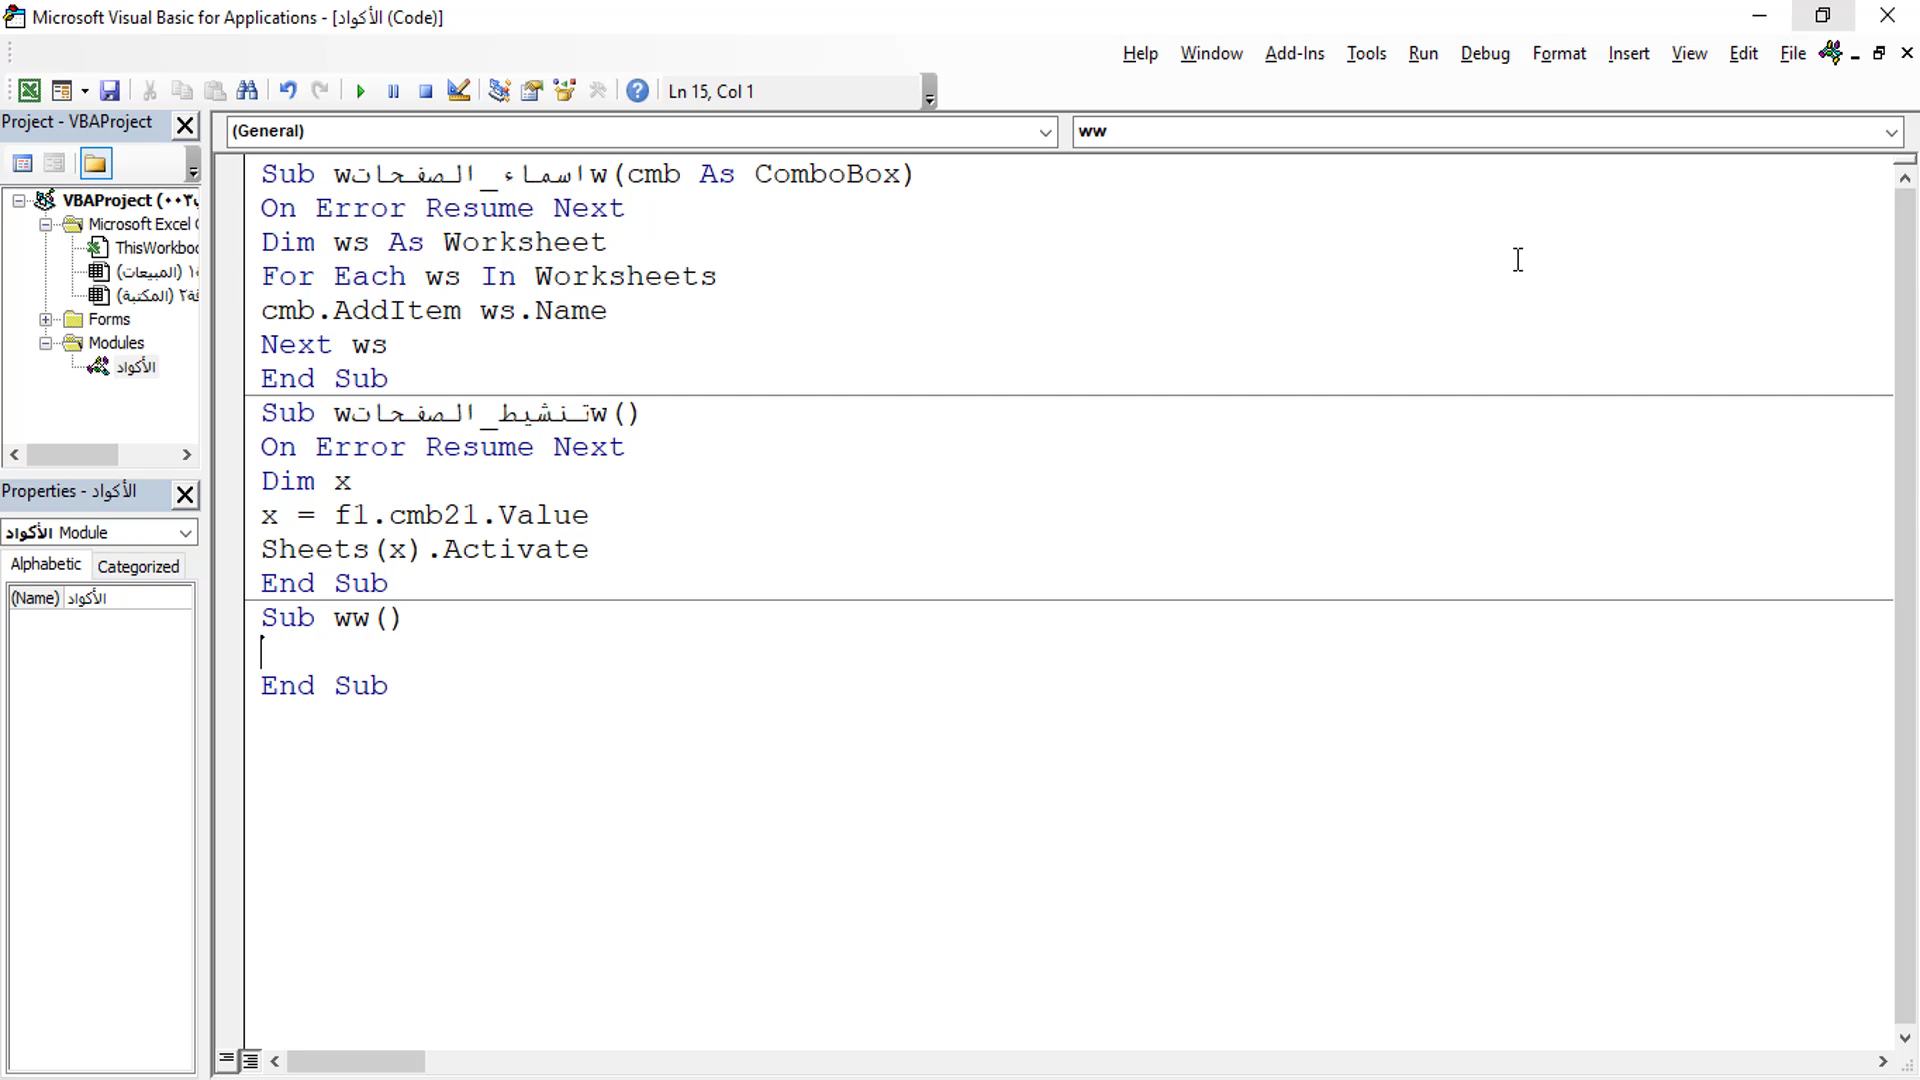 Microsoft Visual Basic for Applications - [الأكواد (Code)]
Help Window Add-Ins Tools Run Debug Format Insert View Edit File
Ln 15, Col 1
Project - VBAProject
(General)
ww
VBAProject (٠٠٣
Microsoft Excel
ThisWorkboo
(المبيعات)
(المكتبة)
Forms
Modules
الأكواد
Properties - الأكواد
الأكواد Module
Alphabetic Categorized
(Name) الأكواد
Sub wاسماء_الصفحاتw(cmb As ComboBox)
On Error Resume Next
Dim ws As Worksheet
For Each ws In Worksheets
cmb.AddItem ws.Name
Next ws
End Sub
Sub wتنشيط_الصفحاتw()
On Error Resume Next
Dim x
x = f1.cmb21.Value
Sheets(x).Activate
End Sub
Sub ww()
End Sub